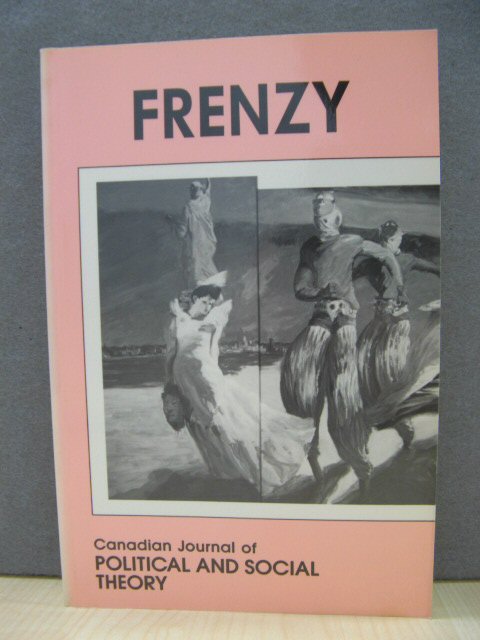 FRENZY
Canadian Journal of
POLITICAL AND SOCIAL
THEORY